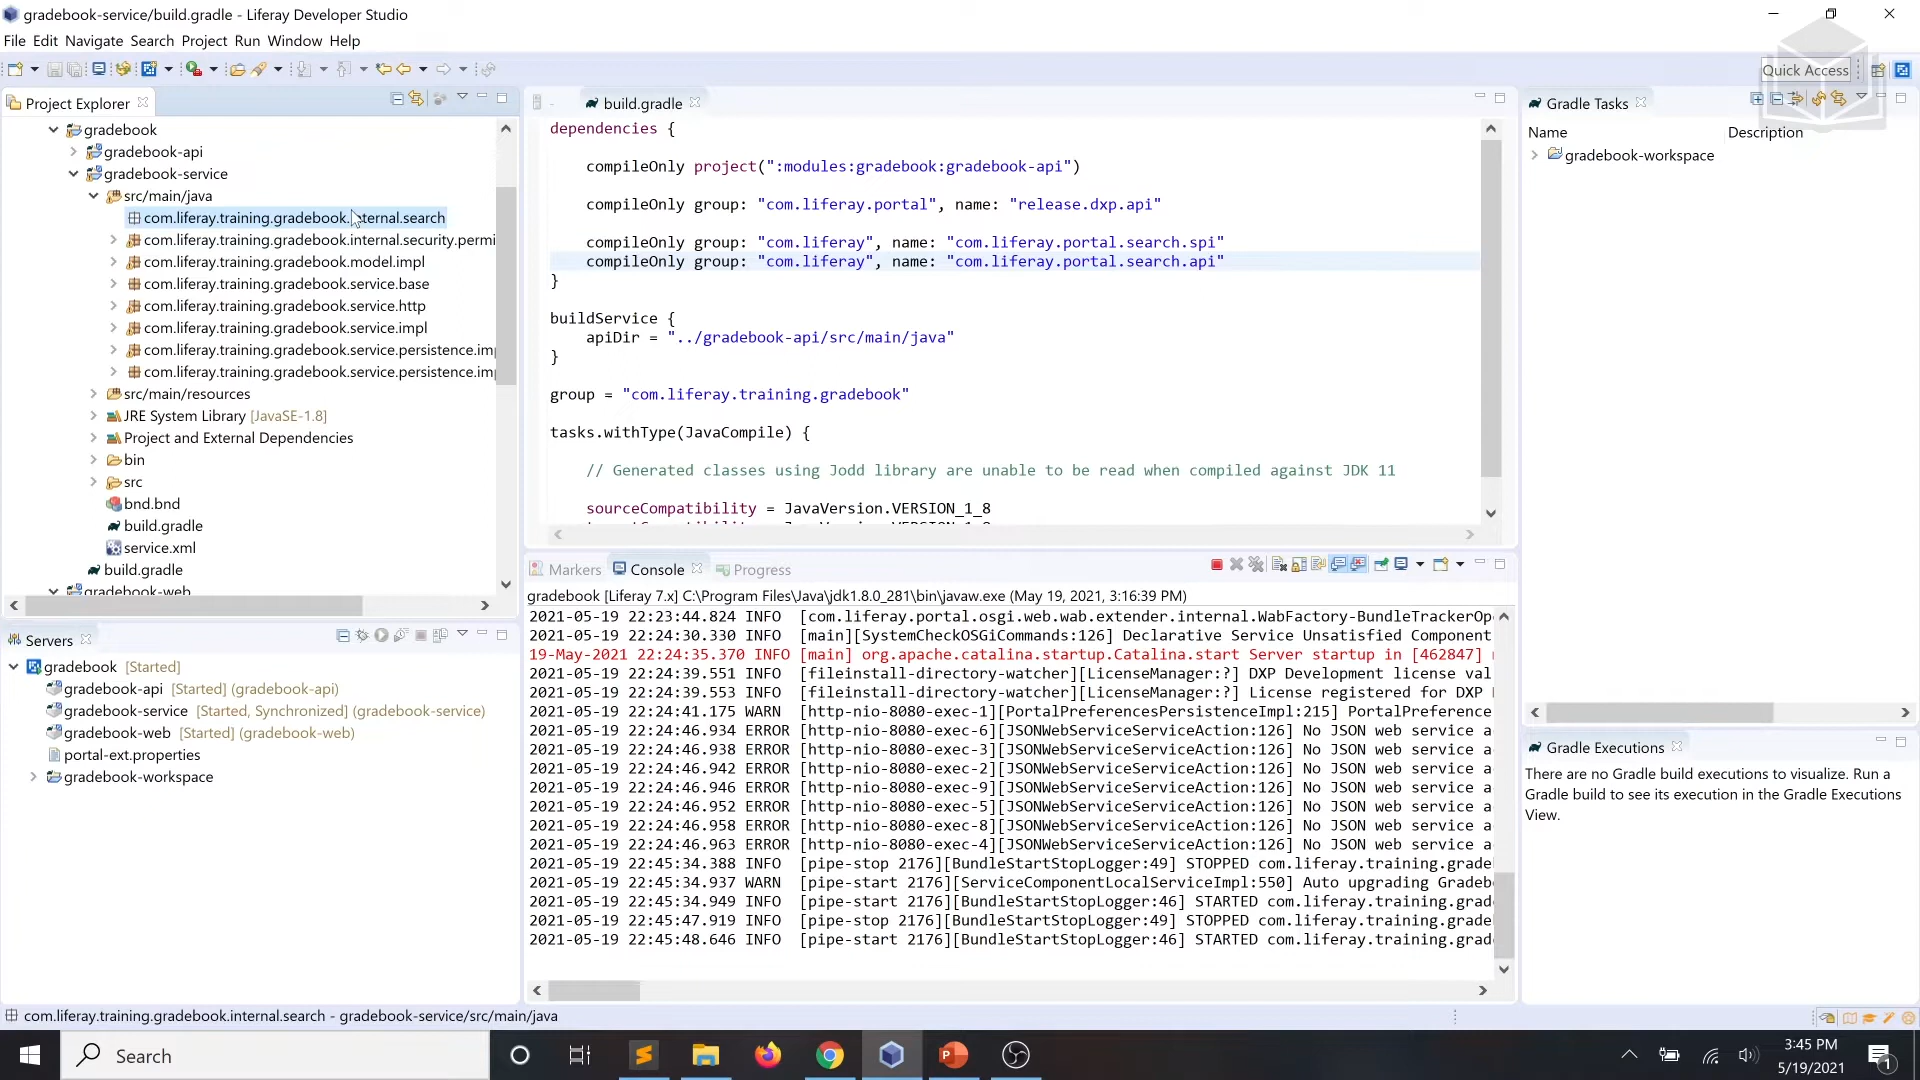 gradebook-service/build.gradle - Liferay Developer Studio
File Edit Navigate Search Project Run Window Help
Quick Access
Project Explorer
gradebook
gradebook-api
gradebook-service
src/main/java
com.liferay.training.gradebook.internal.search
com.liferay.training.gradebook.internal.security.permi
com.liferay.training.gradebook.model.impl
com.liferay.training.gradebook.service.base
com.liferay.training.gradebook.service.http
com.liferay.training.gradebook.service.impl
com.liferay.training.gradebook.service.persistence.im
com.liferay.training.gradebook.service.persistence.im
src/main/resources
JRE System Library [JavaSE-1.8]
Project and External Dependencies
bin
src
bnd.bnd
build.gradle
service.xml
build.gradle
gradebook-web
Servers
gradebook [Started]
gradebook-api [Started] (gradebook-api)
gradebook-service [Started, Synchronized] (gradebook-service)
gradebook-web [Started] (gradebook-web)
portal-ext.properties
gradebook-workspace
build.gradle
dependencies {
compileOnly project(":modules:gradebook:gradebook-api")
compileOnly group: "com.liferay.portal", name: "release.dxp.api"
compileOnly group: "com.liferay", name: "com.liferay.portal.search.spi"
compileOnly group: "com.liferay", name: "com.liferay.portal.search.api"
}
buildService {
apiDir = "../gradebook-api/src/main/java"
}
group = "com.liferay.training.gradebook"
tasks.withType(JavaCompile) {
// Generated classes using Jodd library are unable to be read when compiled against JDK 11
sourceCompatibility = JavaVersion.VERSION_1_8
Markers Console Progress
gradebook [Liferay 7.x] C:\Program Files\Java\jdk1.8.0_281\bin\javaw.exe (May 19, 2021, 3:16:39 PM)
2021-05-19 22:23:44.824 INFO [com.liferay.portal.osgi.web.wab.extender.internal.WabFactory-BundleTrackerOp
2021-05-19 22:24:30.330 INFO [main][SystemCheckOSGiCommands:126] Declarative Service Unsatisfied Component
19-May-2021 22:24:35.370 INFO [main] org.apache.catalina.startup.Catalina.start Server startup in [462847]
2021-05-19 22:24:39.551 INFO [fileinstall-directory-watcher][LicenseManager:?] DXP Development license val
2021-05-19 22:24:39.553 INFO [fileinstall-directory-watcher][LicenseManager:?] License registered for DXP
2021-05-19 22:24:41.175 WARN [http-nio-8080-exec-1][PortalPreferencesPersistenceImpl:215] PortalPreference
2021-05-19 22:24:46.934 ERROR [http-nio-8080-exec-6][JSONWebServiceServiceAction:126] No JSON web service a
2021-05-19 22:24:46.938 ERROR [http-nio-8080-exec-3][JSONWebServiceServiceAction:126] No JSON web service a
2021-05-19 22:24:46.942 ERROR [http-nio-8080-exec-2][JSONWebServiceServiceAction:126] No JSON web service a
2021-05-19 22:24:46.946 ERROR [http-nio-8080-exec-9][JSONWebServiceServiceAction:126] No JSON web service a
2021-05-19 22:24:46.952 ERROR [http-nio-8080-exec-5][JSONWebServiceServiceAction:126] No JSON web service a
2021-05-19 22:24:46.958 ERROR [http-nio-8080-exec-8][JSONWebServiceServiceAction:126] No JSON web service a
2021-05-19 22:24:46.963 ERROR [http-nio-8080-exec-4][JSONWebServiceServiceAction:126] No JSON web service a
2021-05-19 22:45:34.388 INFO [pipe-stop 2176][BundleStartStopLogger:49] STOPPED com.liferay.training.grade
2021-05-19 22:45:34.937 WARN [pipe-start 2176][ServiceComponentLocalServiceImpl:550] Auto upgrading Gradeb
2021-05-19 22:45:34.949 INFO [pipe-start 2176][BundleStartStopLogger:46] STARTED com.liferay.training.grad
2021-05-19 22:45:47.919 INFO [pipe-stop 2176][BundleStartStopLogger:49] STOPPED com.liferay.training.grade
2021-05-19 22:45:48.646 INFO [pipe-start 2176][BundleStartStopLogger:46] STARTED com.liferay.training.grad
Gradle Tasks
Name Description
gradebook-workspace
Gradle Executions
There are no Gradle build executions to visualize. Run a
Gradle build to see its execution in the Gradle Executions
View.
com.liferay.training.gradebook.internal.search - gradebook-service/src/main/java
Search
3:45 PM
5/19/2021
1